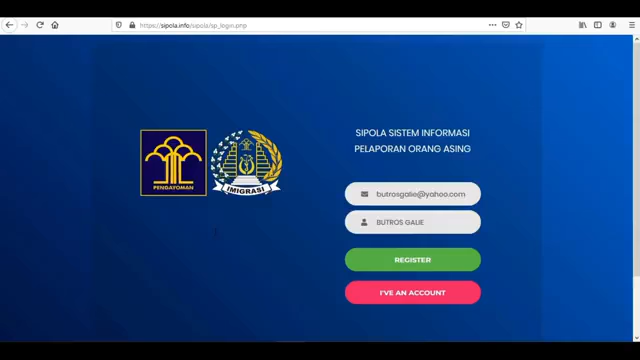 https://sipola.info/sipola/sp_login.php
SIPOLA SISTEM INFORMASI
PELAPORAN ORANG ASING
PENGAYOMAN
IMIGRASI
butrosgalie@yahoo.com
BUTROS GALIE
REGISTER
I'VE AN ACCOUNT